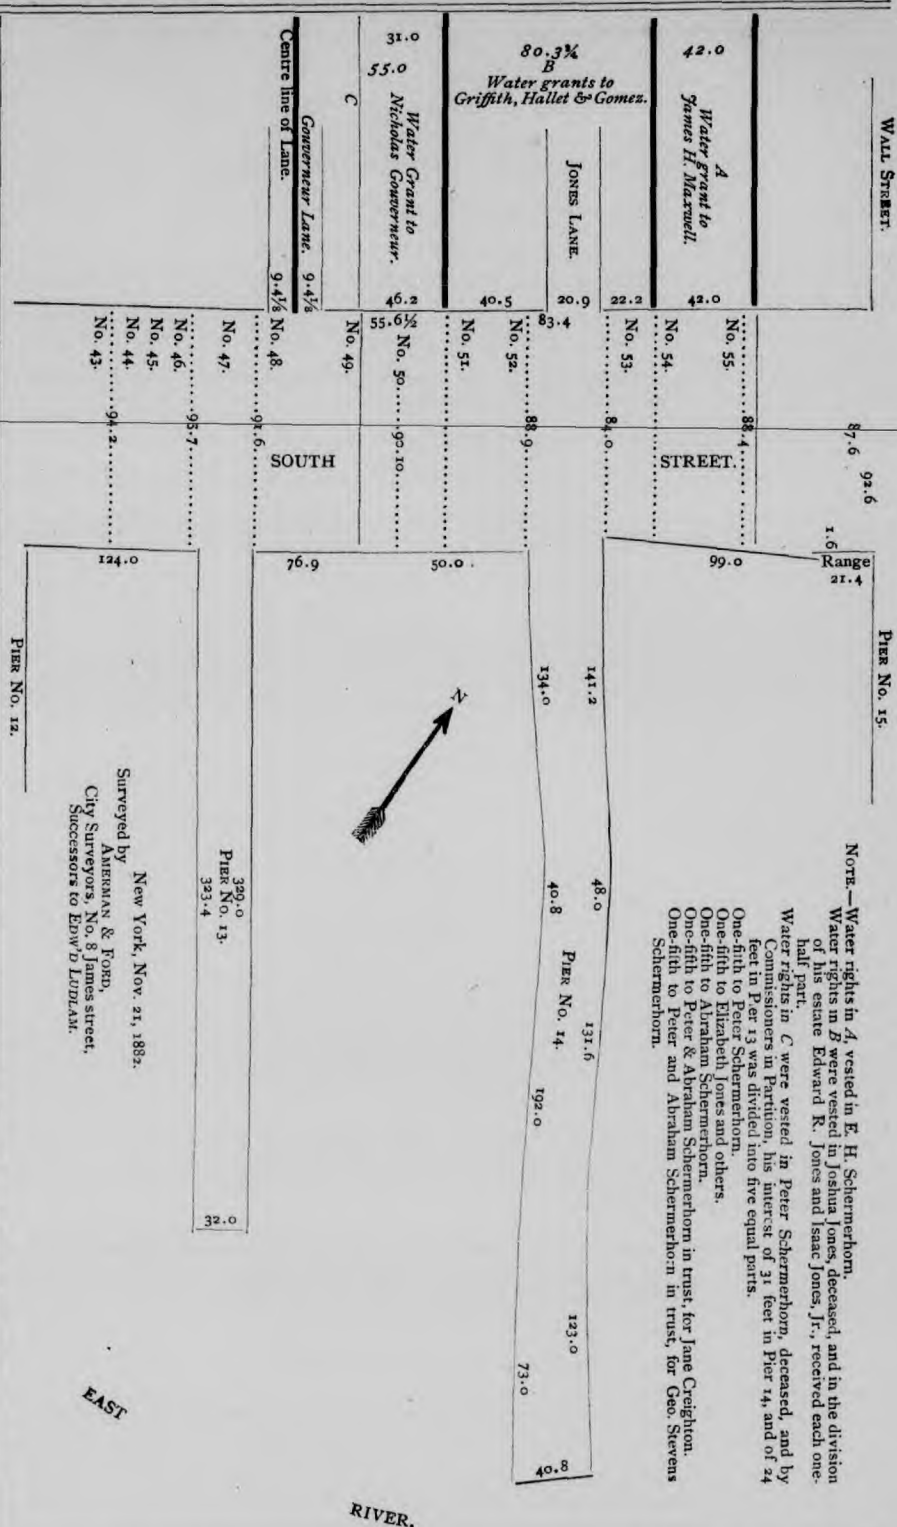 WALL STREET.
42.0
A
Water grant to
James H. Maxwell.
42.0
80.3¾
B
Water grants to
Griffith, Hallet & Gomez.
JONES LANE.
22.2
20.9
40.5
31.0
55.0
Water Grant to
Nicholas Gouverneur.
46.2
C
Gouverneur Lane. 9.4⅛
Centre line of Lane.
9.4⅛
55.6½
83.4
No. 55.
No. 54.
No. 53.
No. 52.
No. 51.
No. 50.
No. 49.
No. 48.
No. 47.
No. 46.
No. 45.
No. 44.
No. 43.
87.6
92.6
88.4
84.0
88.9
90.10
91.6
95.7
94.2
SOUTH STREET.
1.6
Range
21.4
99.0
50.0
76.9
124.0
PIER No. 15.
141.2
134.0
N
48.0
40.8
PIER No. 14.
131.6
192.0
123.0
73.0
40.8
329.0
PIER No. 13.
323.4
32.0
PIER No. 12.
NOTE.—Water rights in A, vested in E. H. Schermerhorn.
Water rights in B were vested in Joshua Jones, deceased, and in the division
of his estate Edward R. Jones and Isaac Jones, Jr., received each one-
half part.
Water rights in C were vested in Peter Schermerhorn, deceased, and by
Commissioners in Partition, his interest of 31 feet in Pier 14, and of 24
feet in Pier 13 was divided into five equal parts.
One-fifth to Peter Schermerhorn.
One-fifth to Elizabeth Jones and others.
One-fifth to Abraham Schermerhorn.
One-fifth to Peter & Abraham Schermerhorn in trust, for Jane Creighton.
One-fifth to Peter and Abraham Schermerhorn in trust, for Geo. Stevens
Schermerhorn.
New York, Nov. 21, 1882.
Surveyed by
AMERMAN & FORD,
City Surveyors, No. 8 James street,
Successors to EDW'D LUDLAM.
EAST
RIVER.